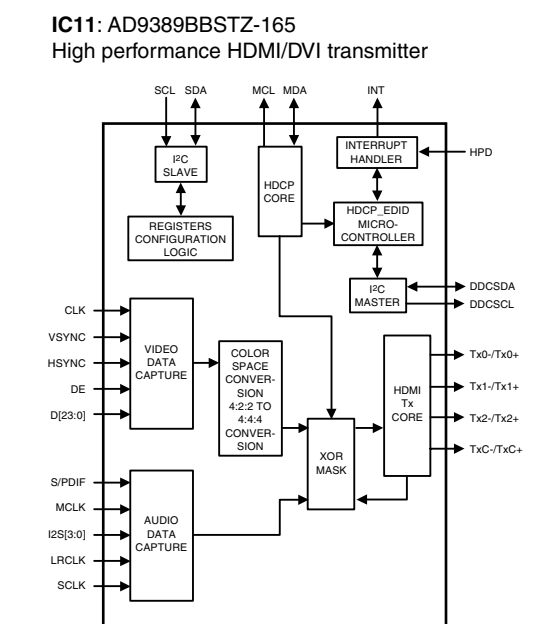 IC11: AD9389BBSTZ-165
High performance HDMI/DVI transmitter
SCL SDA MCL MDA INT
I²C
SLAVE
HDCP
CORE
INTERRUPT
HANDLER
HPD
REGISTERS
CONFIGURATION
LOGIC
HDCP_EDID
MICRO-
CONTROLLER
I²C
MASTER
DDCSDA
DDCSCL
CLK
VSYNC
HSYNC
DE
D[23:0]
VIDEO
DATA
CAPTURE
COLOR
SPACE
CONVER-
SION
4:2:2 TO
4:4:4
CONVER-
SION
XOR
MASK
HDMI
Tx
CORE
Tx0-/Tx0+
Tx1-/Tx1+
Tx2-/Tx2+
TxC-/TxC+
S/PDIF
MCLK
I2S[3:0]
LRCLK
SCLK
AUDIO
DATA
CAPTURE